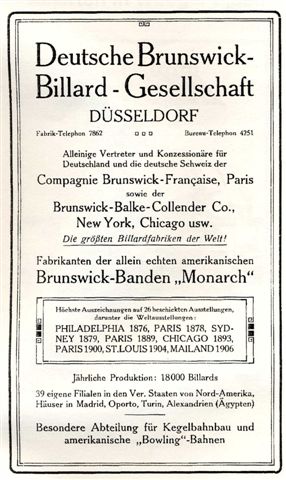 Deutsche Brunswick-
Billard - Gesellschaft
DÜSSELDORF
Fabrik-Telephon 7862 Bureau-Telephon 4751
Alleinige Vertreter und Konzessionäre für
Deutschland und die deutsche Schweiz der
Compagnie Brunswick-Française, Paris
sowie der
Brunswick-Balke-Collender Co.,
New York, Chicago usw.
Die größten Billardfabriken der Welt!
Fabrikanten der allein echten amerikanischen
Brunswick-Banden „Monarch"
Höchste Auszeichnungen auf 26 beschickten Ausstellungen,
darunter die Weltausstellungen:
PHILADELPHIA 1876, PARIS 1878, SYD-
NEY 1879, PARIS 1889, CHICAGO 1893,
PARIS 1900, ST. LOUIS 1904, MAILAND 1906
Jährliche Produktion: 18000 Billards
39 eigene Filialen in den Ver. Staaten von Nord-Amerika,
Häuser in Madrid, Oporto, Turin, Alexandrien (Ägypten)
Besondere Abteilung für Kegelbahnbau und
amerikanische „Bowling"-Bahnen